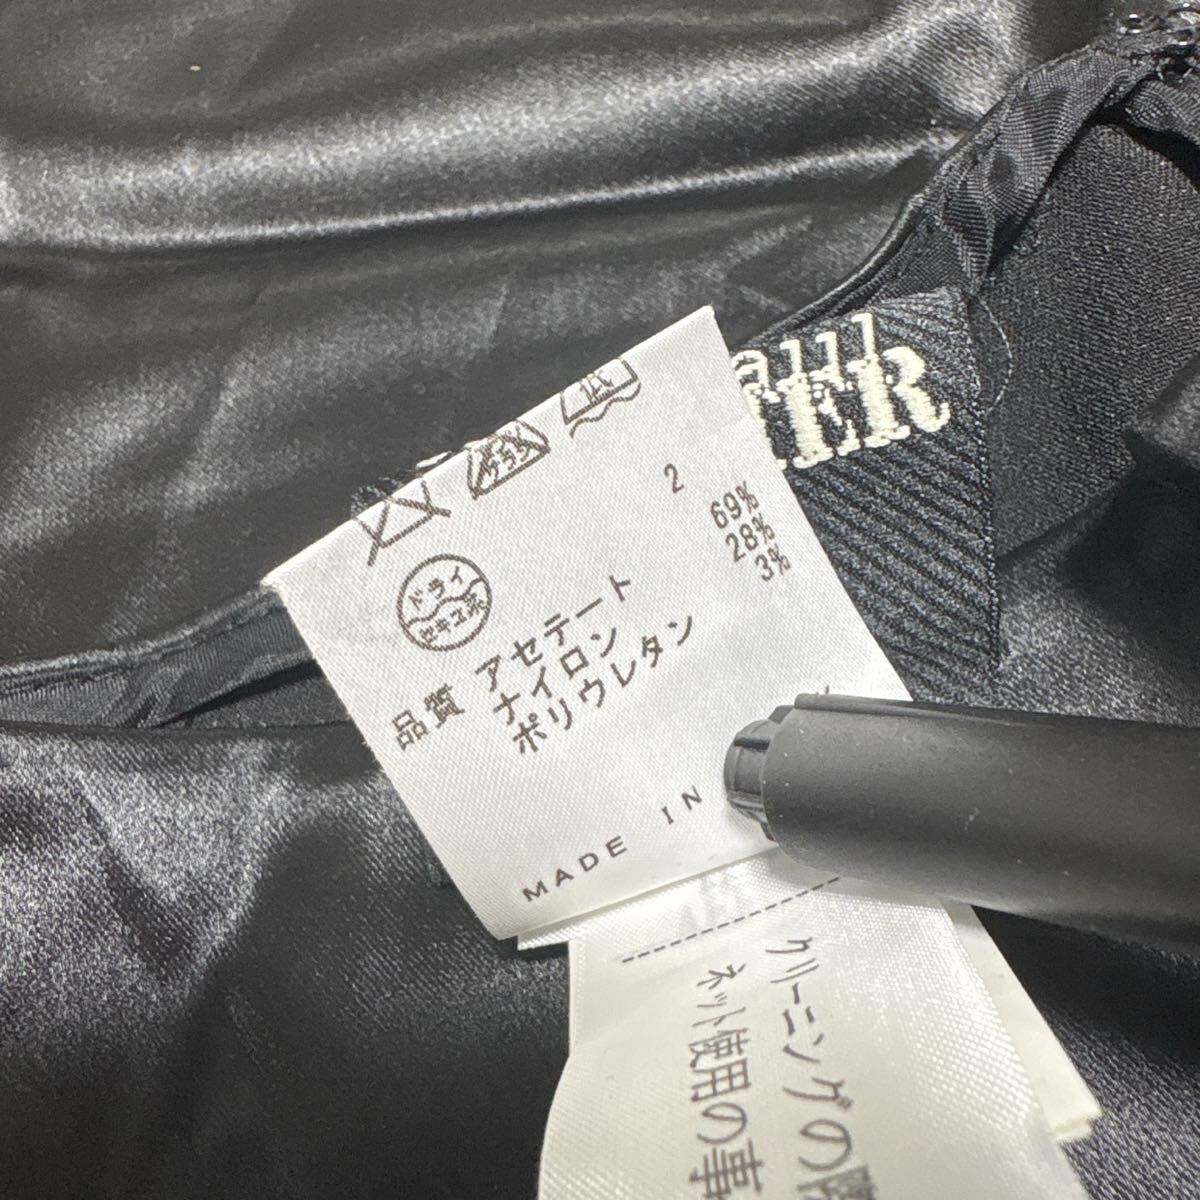 aul
ER
低
2
ドライ
セキユ系
品質 アセテート 69%
ナイロン 28%
ポリウレタン 3%
MADE IN
クリーニングの際
ネット使用の事